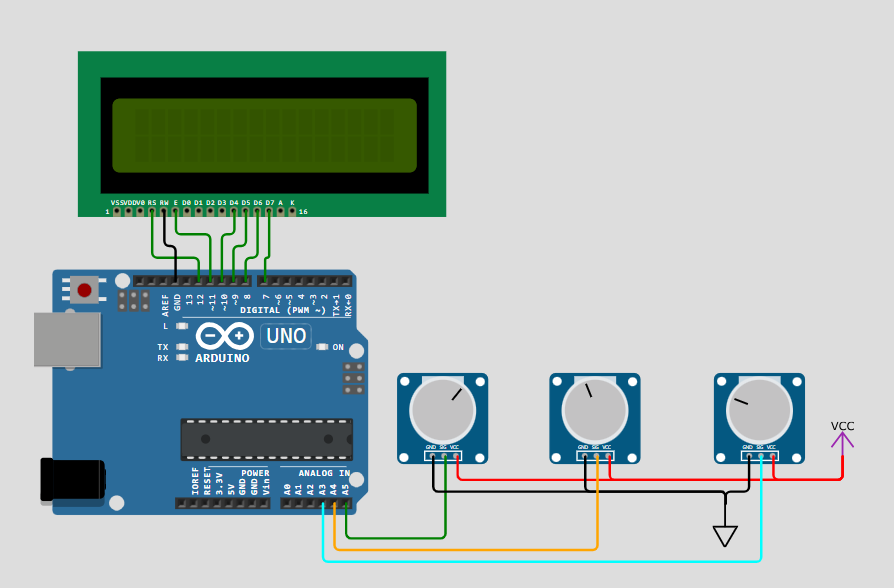 VSS VDD V0 RS RW E D0 D1 D2 D3 D4 D5 D6 D7 A K
1 16
AREF GND 13 12 ~11 ~10 ~9 8 7 ~6 ~5 4 ~3 2 TX→1 RX←0
DIGITAL (PWM ~)
L
UNO
TX ON
RX ARDUINO
VCC
GND SIG VCC GND SIG VCC GND SIG VCC
POWER ANALOG IN
IOREF RESET 3.3V 5V GND GND Vin A0 A1 A2 A3 A4 A5